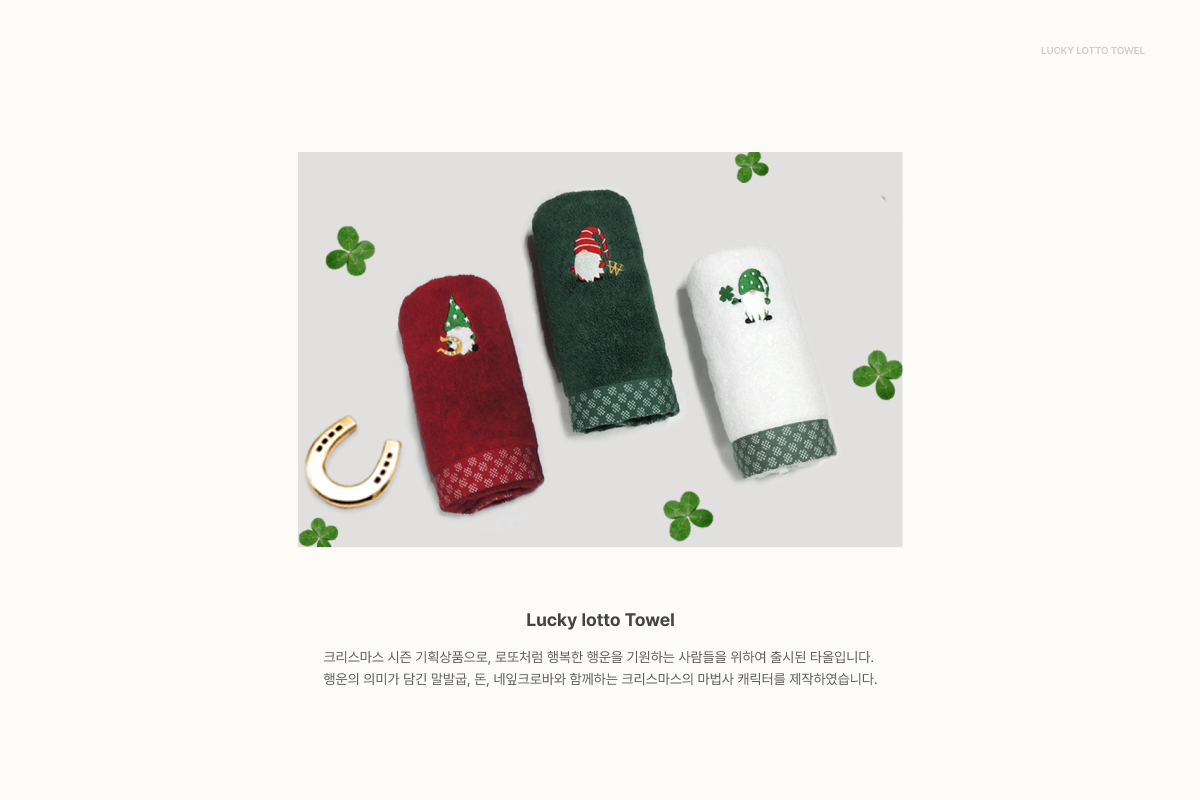 LUCKY LOTTO TOWEL
W
Lucky lotto Towel
크리스마스 시즌 기획상품으로, 로또처럼 행복한 행운을 기원하는 사람들을 위하여 출시된 타올입니다.
행운의 의미가 담긴 말발굽, 돈, 네잎크로바와 함께하는 크리스마스의 마법사 캐릭터를 제작하였습니다.